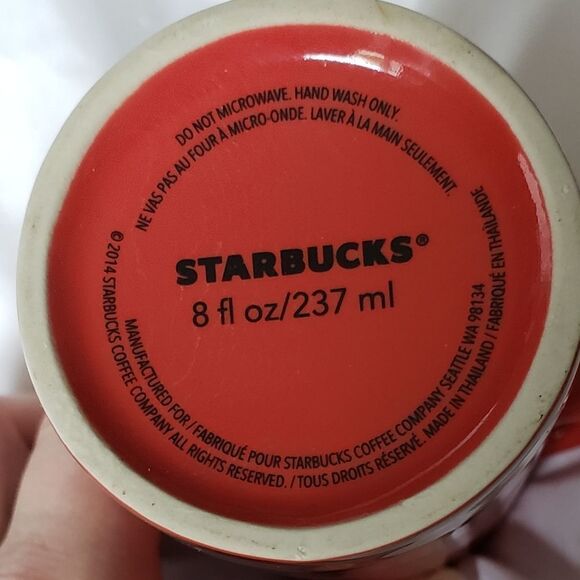 DO NOT MICROWAVE. HAND WASH ONLY.
NE VAS PAS AU FOUR À MICRO-ONDE. LAVER À LA MAIN SEULEMENT.
STARBUCKS®
8 fl oz/237 ml
MANUFACTURED FOR / FABRIQUÉ POUR STARBUCKS COFFEE COMPANY SEATTLE WA 98134
© 2014 STARBUCKS COFFEE COMPANY ALL RIGHTS RESERVED. / TOUS DROITS RÉSERVÉ. MADE IN THAILAND / FABRIQUÉ EN THAÏLANDE